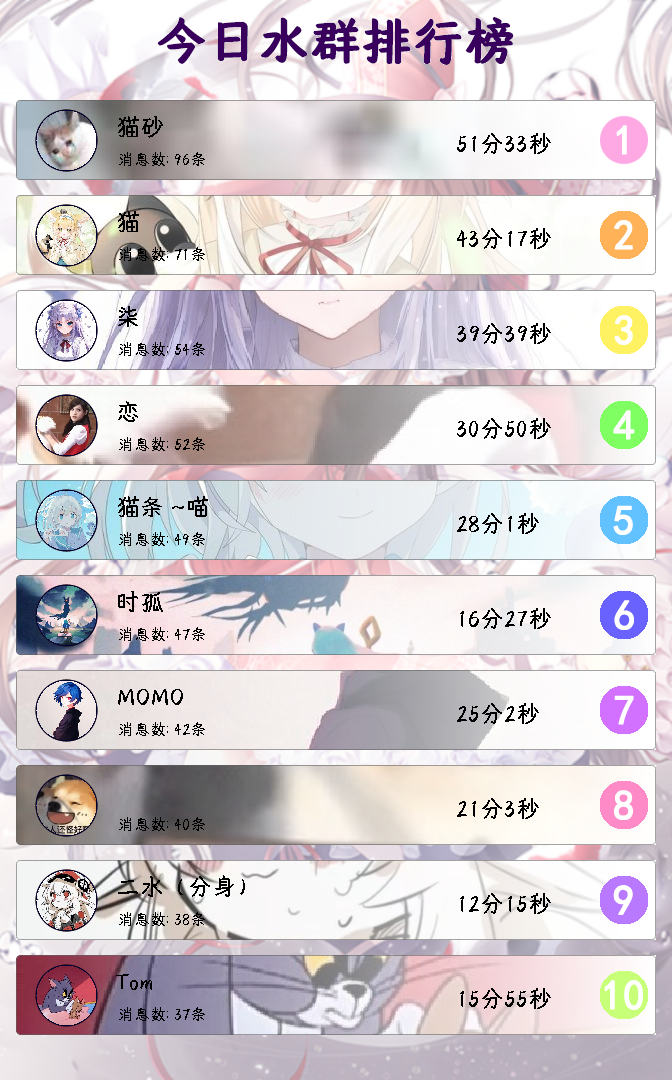 今日水群排行榜
猫砂
消息数: 96条
51分33秒
1
猫
消息数: 71条
43分17秒
2
柒
消息数: 54条
39分39秒
3
恋
消息数: 52条
30分50秒
4
猫条 ~喵
消息数: 49条
28分1秒
5
时孤
消息数: 47条
16分27秒
6
MOMO
消息数: 42条
25分2秒
7
消息数: 40条
21分3秒
8
二水（分身）
消息数: 38条
12分15秒
9
Tom
消息数: 37条
15分55秒
10